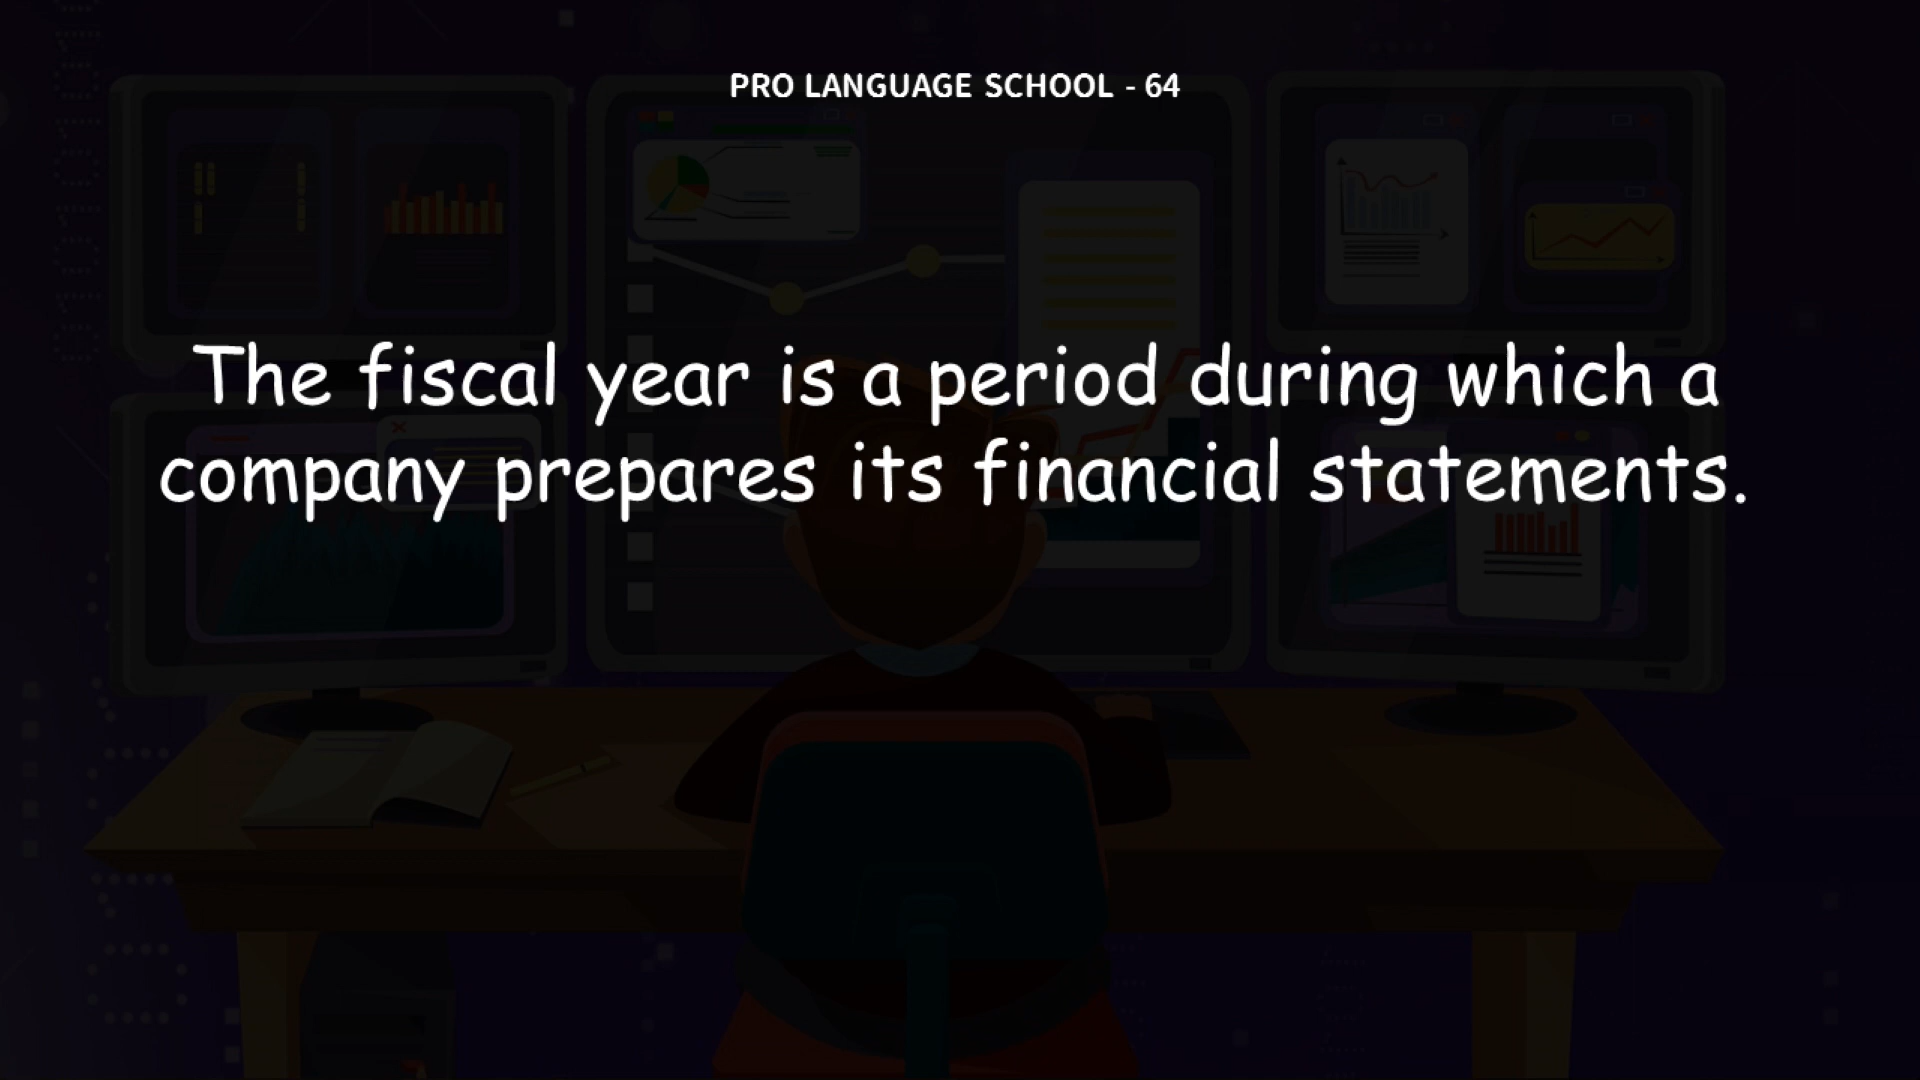 PRO LANGUAGE SCHOOL - 64
The fiscal year is a period during which a
company prepares its financial statements.